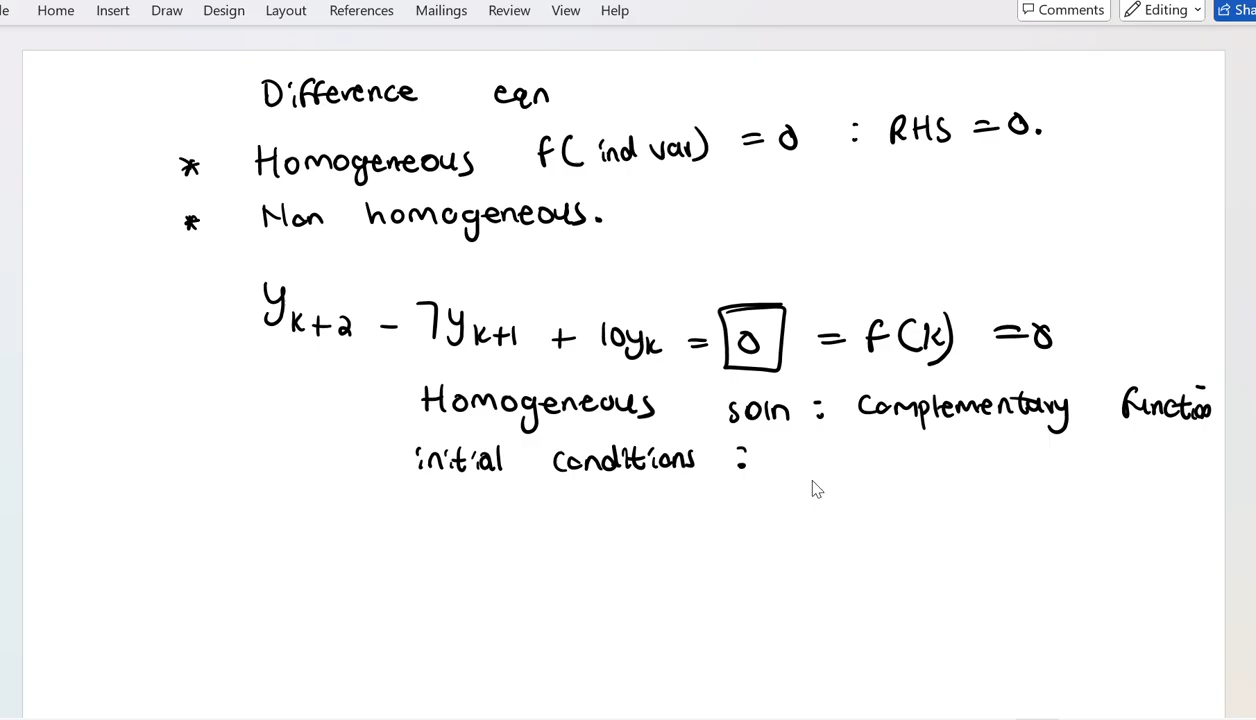 Home Insert Draw Design Layout References Mailings Review View Help Comments Editing
Difference eqn
* Homogeneous f( ind var) = 0 : RHS = 0.
* Non homogeneous.
y_{k+2} - 7y_{k+1} + 10y_k = 0 = f(k) = 0
Homogeneous soln : Complementary function
initial conditions :